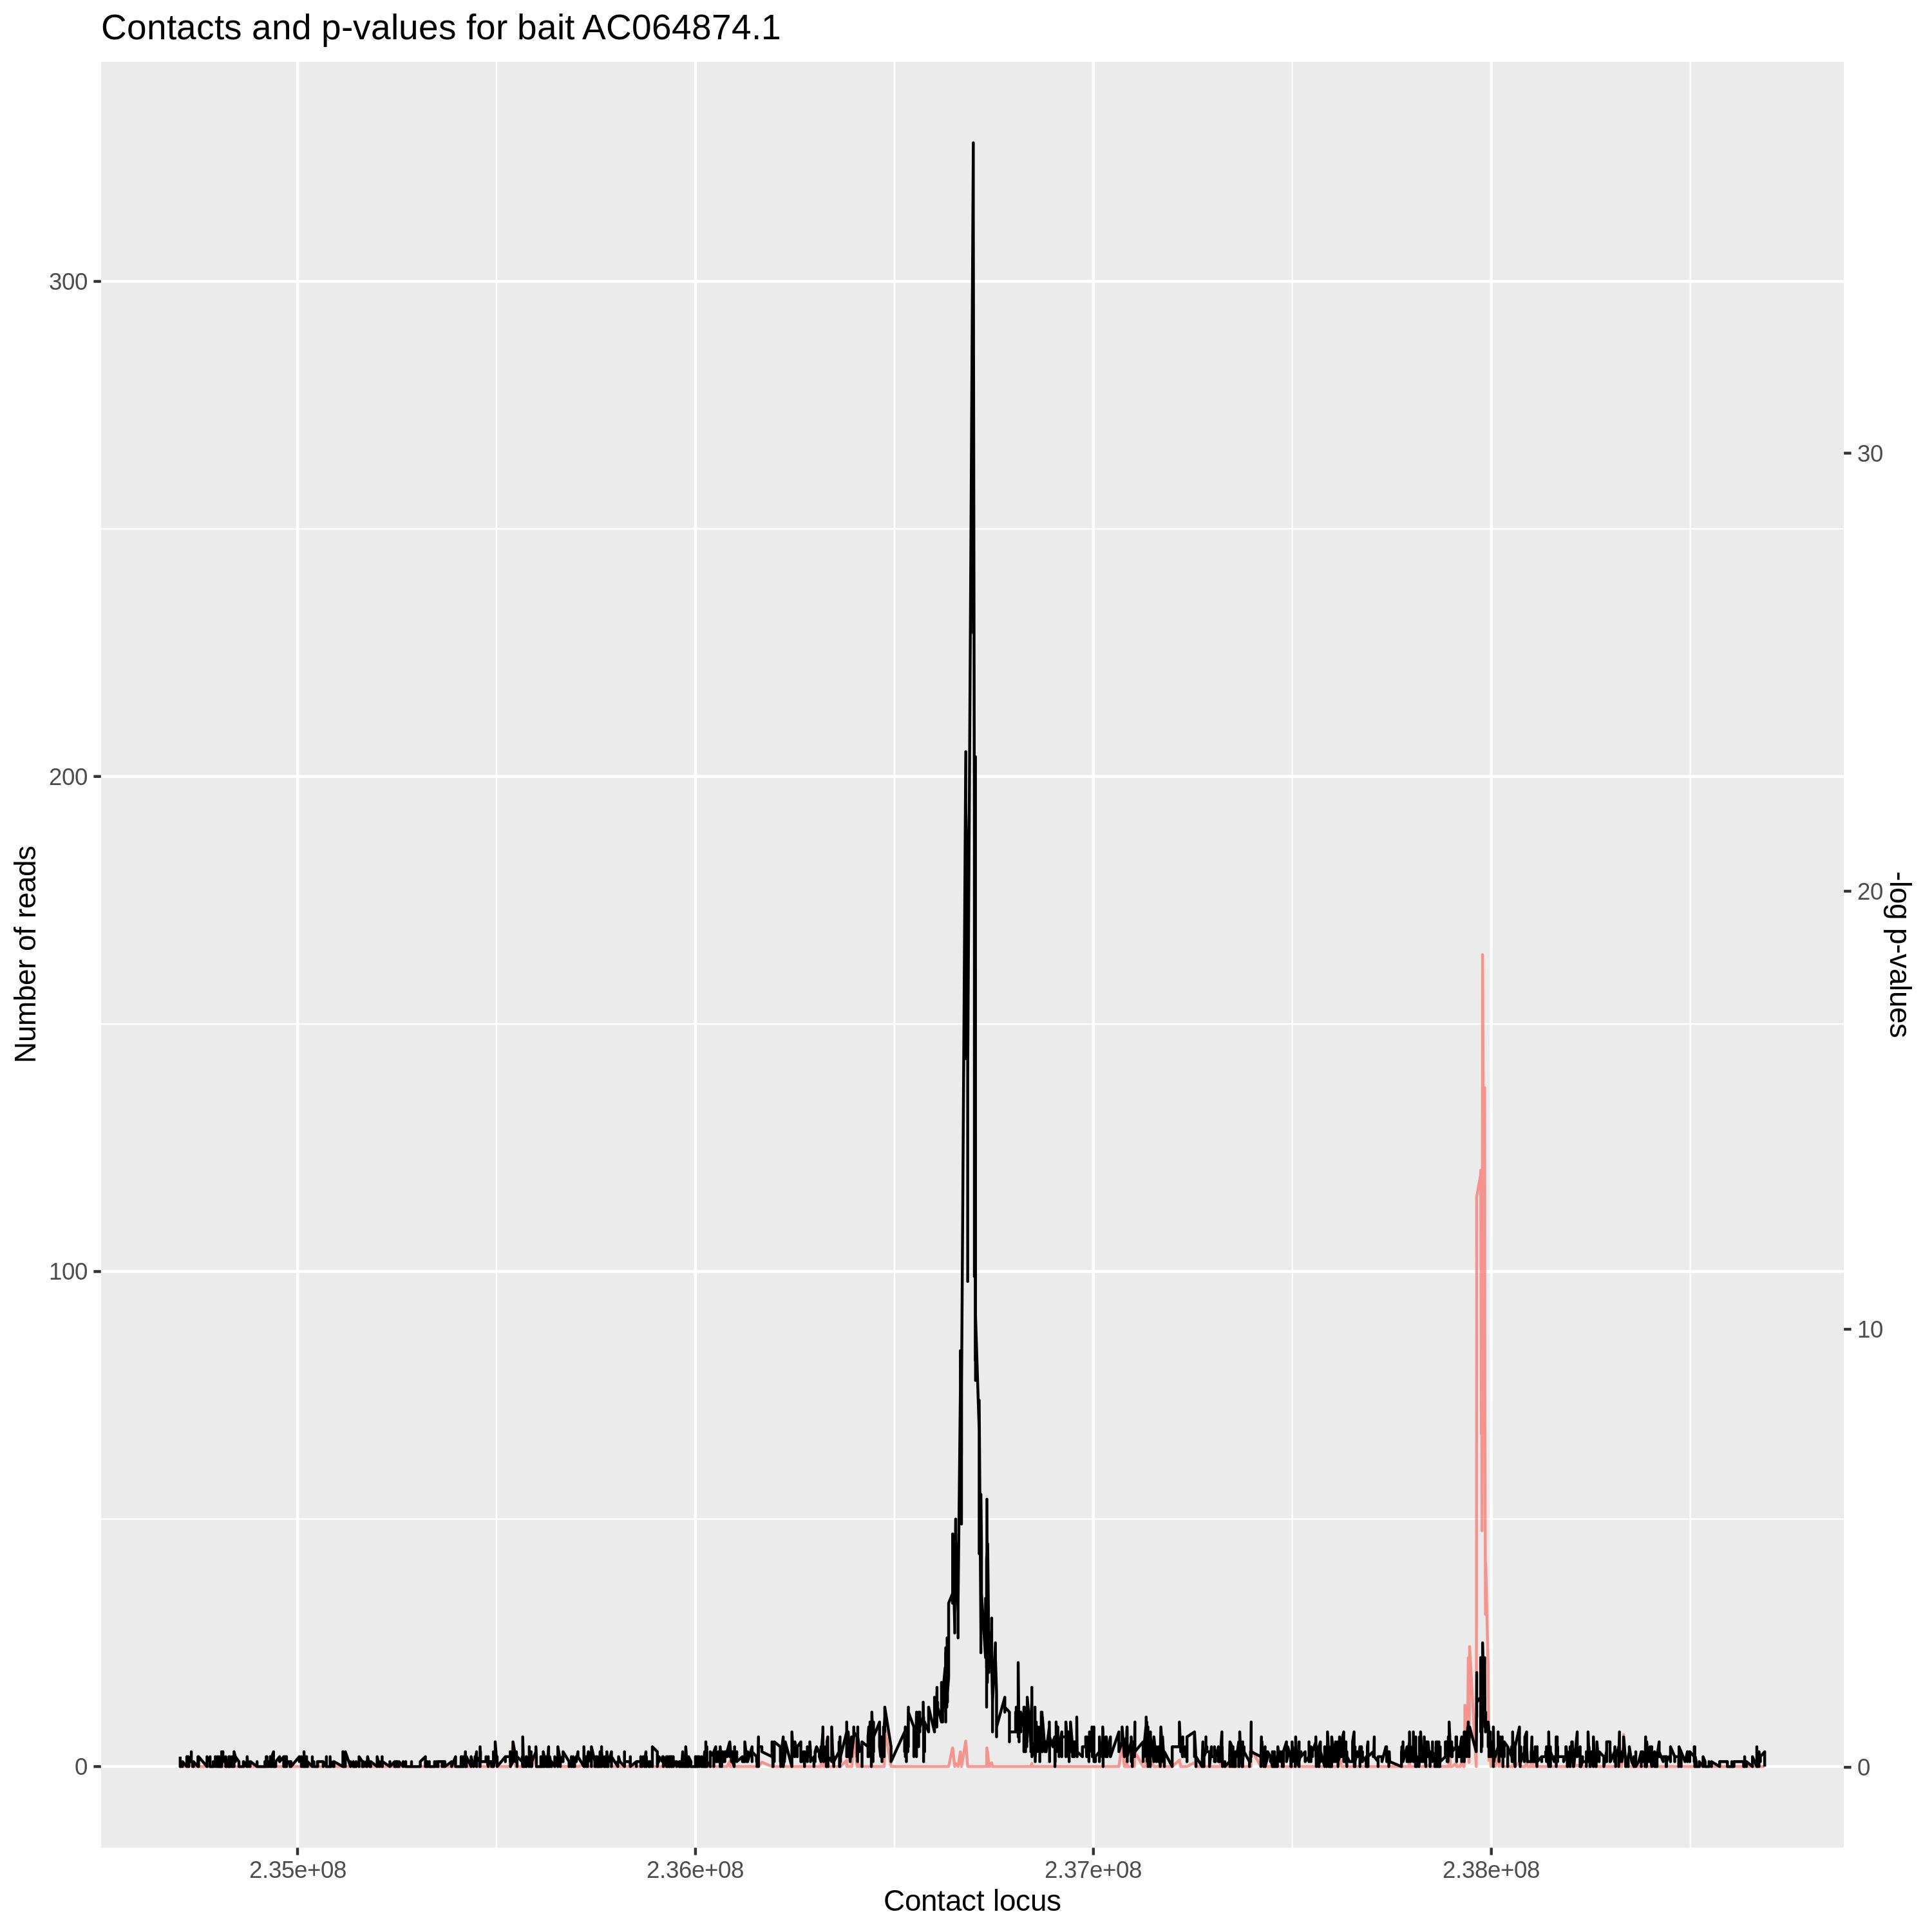 Contacts and p-values for bait AC064874.1
300
200
100
0
Number of reads
30
20
10
0
-log p-values
2.35e+08
2.36e+08
2.37e+08
2.38e+08
Contact locus